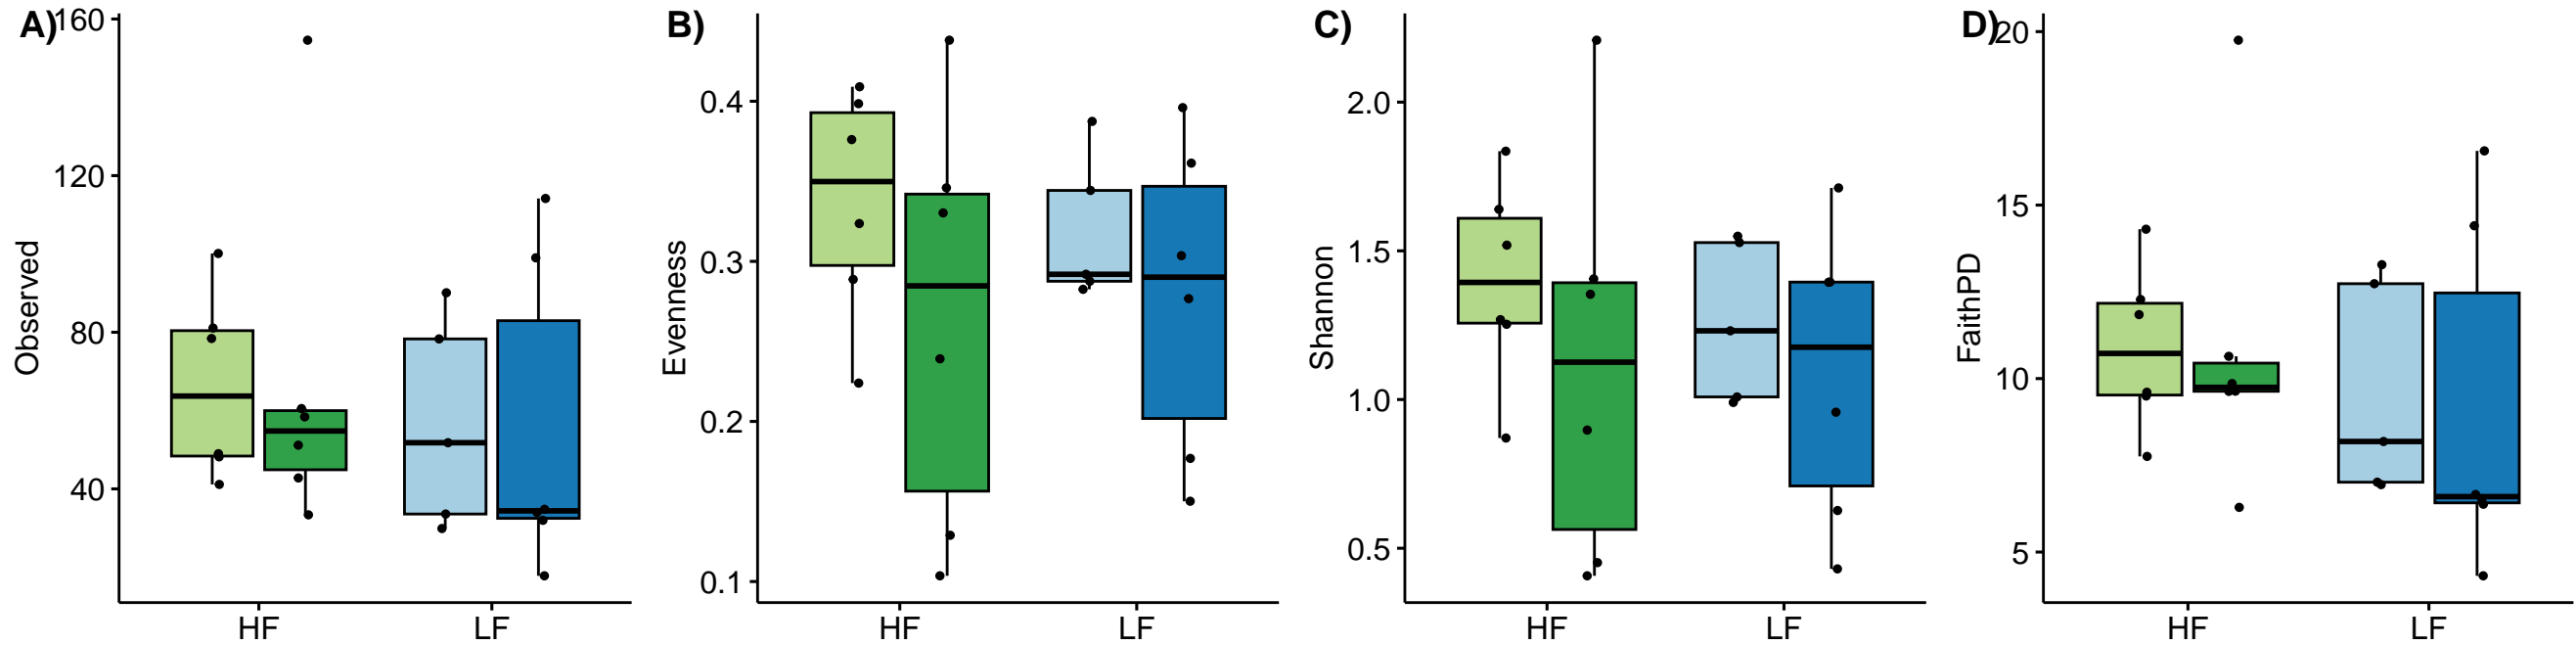 A)
160
120
80
40
Observed
HF
LF
B)
0.4
0.3
0.2
0.1
Evenness
HF
LF
C)
2.0
1.5
1.0
0.5
Shannon
HF
LF
D)
20
15
10
5
FaithPD
HF
LF